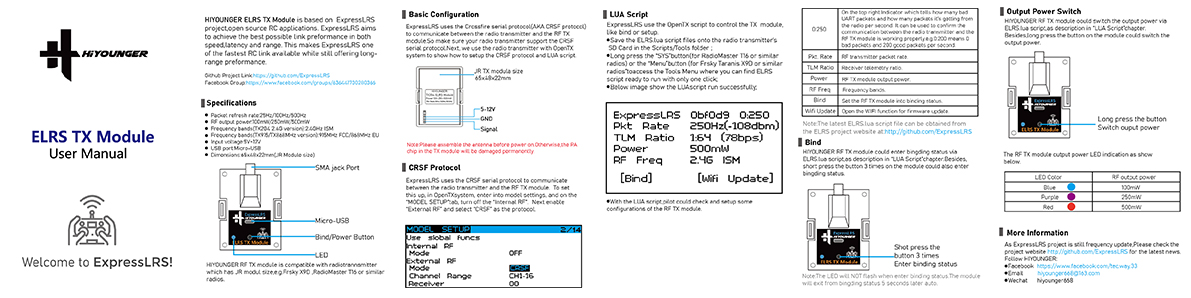 HiYOUNGER
ELRS TX Module
User Manual
Welcome to ExpressLRS!
HIYOUNGER ELRS TX Module is based on ExpressLRS
project,open source RC applications. ExpressLRS aims
to achieve the best possible link preformance in both
speed,latency and range. This makes ExpressLRS one
of the fastest RC link available while still offering long-
range preformance.
Github Project Link:https://github.com/ExpressLRS
Facebook Group:https://www.facebook.com/groups/636441730280366
Specifications
Packet refresh rate:25Hz/100Hz/500Hz
RF output power:100mW/250mW/500mW
Frequency bands(TX24 2.4G version):2.4GHz ISM
Frequency bands(TX915/TX868MHz version):915MHz FCC/868MHz EU
Input voltage:5V~12V
USB port:Micro-USB
Dimensions:65x48x22mm(JR Module size)
SMA jack Port
Micro-USB
Bind/Power Button
LED
ExpressLRS
HiYOUNGER
ELRS TX Module
HIYOUNGER RF TX module is compatible with radiotrannsmitter
which has JR modul size,e.g.Frsky X9D ,RadioMaster T16 or similar
radios.
Basic Configuration
ExpressLRS uses the Crossfire serial protocol(AKA CRSF protocol)
to communicate between the radio transmitter and the RF TX
module.So make sure your radio transmitter support the CRSF
serial protocol.Next, we use the radio transmitter with OpenTX
system to show how to setup the CRSF protocol and LUA script.
JR TX module size
65x48x22mm
5-12V
GND
Signal
Note:Please assemble the antenna before power on.Otherwise,the PA
chip in the TX module will be damaged permanently
CRSF Protocol
ExpressLRS uses the CRSF serial protocol to communicate
between the radio transmitter and the RF TX module. To set
this up, in OpenTXsystem, enter into model settings, and on the
"MODEL SETUP"tab, turn off the "Internal RF". Next enable
"External RF" and select "CRSF" as the protocol.
MODEL SETUP 2/14
Use global funcs
Internal RF
Mode OFF
External RF
Mode CRSF
Channel Range CH1-16
Receiver 00
LUA Script
ExpressLRS use the OpenTX script to control the TX module,
like bind or setup.
Save the ELRS.lua script files onto the radio transmitter's
SD Card in the Scripts/Tools folder ;
Long press the "SYS"button(for RadioMaster T16 or similar
radios) or the "Menu"button (for Frsky Taranis X9D or similar
radios"toaccess the Tools Menu where you can find ELRS
script ready to run with only one click;
Below image show the LUAscript run successfully;
ExpressLRS 0bf0d9 0:250
Pkt Rate 250Hz(-108dbm)
TLM Ratio 1:64 (78bps)
Power 500mW
RF Freq 2.4G ISM
[Bind] [Wifi Update]
With the LUA script,pilot could check and setup some
configurations of the RF TX module.
0:250 On the top right Indicator which tells how many bad
UART packets and how many packets it's getting from
the radio per second .It can be used to confirm the
communication between the radio transmitter and the
RF TX module is working properly,e.g 0:200 means 0
bad packets and 200 good packets per second
Pkt. Rate RF transmitter packet rate
TLM Ratio Receiver telemetry ratio.
Power RF TX module output power.
RF Freq Frequency bands.
Bind Set the RF TX module into binding status.
Wifi Update Open the WIFI function for firmware update
Note:The latest ELRS.lua script file can be obtained from
the ELRS project website at:http://github.com/ExpressLRS
Bind
HIYOUNGER RF TX module could enter bingding status via
ELRS.lua script,as description in "LUA Script"chapter.Besides,
short press the button 3 times on the module could also enter
bingding status.
ExpressLRS
HiYOUNGER
ELRS TX Module
Shot press the
button 3 times
Enter binding status
Note:The LED will NOT flash when enter binding status.The module
will exit from bingding status 5 seconds later auto.
Output Power Switch
HIYOUNGER RF TX module could switch the output power via
ELRS.lua script,as description in "LUA Script"chapter.
Besides,long press the button on the module could switch the
output power.
ExpressLRS
HiYOUNGER
ELRS TX Module
Long press the button
Switch ouput power
The RF TX module output power LED indication as show
below:
LED Color RF output power
Blue 100mW
Purple 250mW
Red 500mW
More Information
As ExpressLRS project is still frequency update,Please check the
project website http://github.com/ExpressLRS for the latest news.
Follow HIYOUNGER:
Facebook https://www.facebook.com/tec.way.33
Email hiyounger668@163.com
Wechat hiyounger668